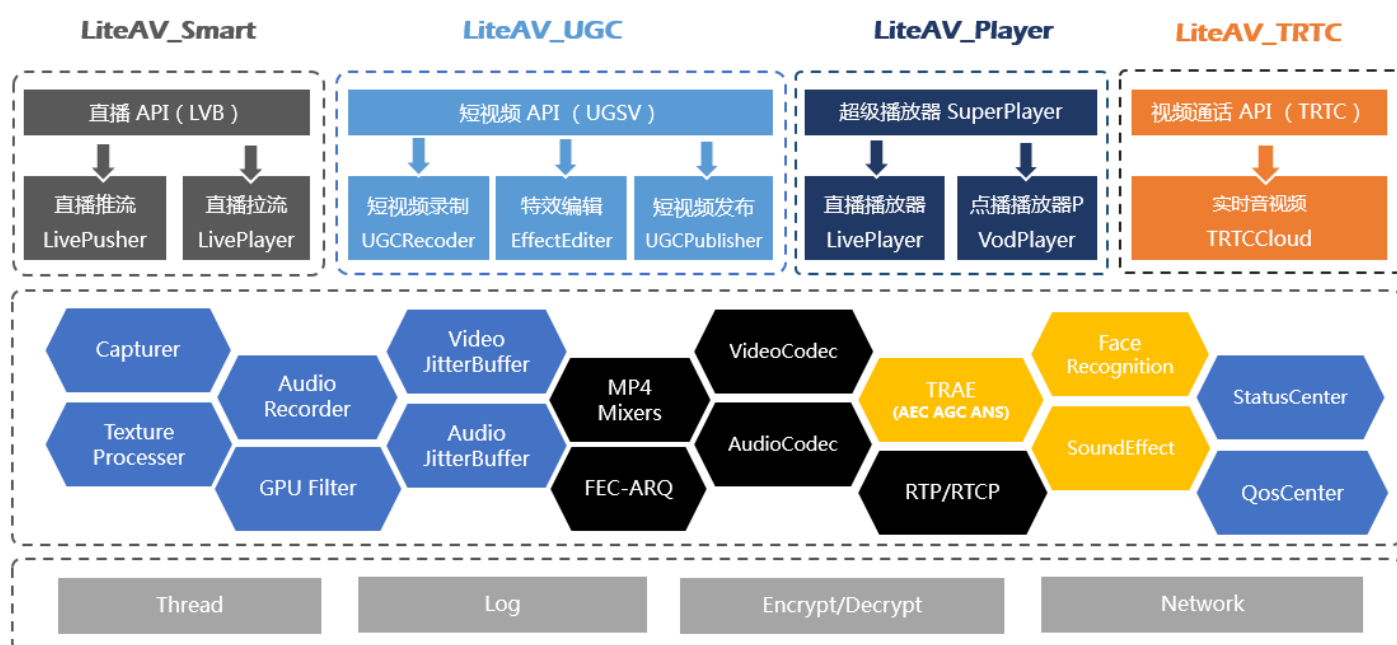 LiteAV_Smart
LiteAV_UGC
LiteAV_Player
LiteAV_TRTC
直播 API ( LVB )
短视频 API （ UGSV ）
超级播放器 SuperPlayer
视频通话 API （ TRTC ）
直播推流
LivePusher
直播拉流
LivePlayer
短视频录制
UGCRecoder
特效编辑
EffectEditer
短视频发布
UGCPublisher
直播播放器
LivePlayer
点播播放器P
VodPlayer
实时音视频
TRTCCloud
Capturer
Texture
Processer
Audio
Recorder
GPU Filter
Video
JitterBuffer
Audio
JitterBuffer
MP4
Mixers
FEC-ARQ
VideoCodec
AudioCodec
TRAE
(AEC AGC ANS)
RTP/RTCP
Face
Recognition
SoundEffect
StatusCenter
QosCenter
Thread
Log
Encrypt/Decrypt
Network